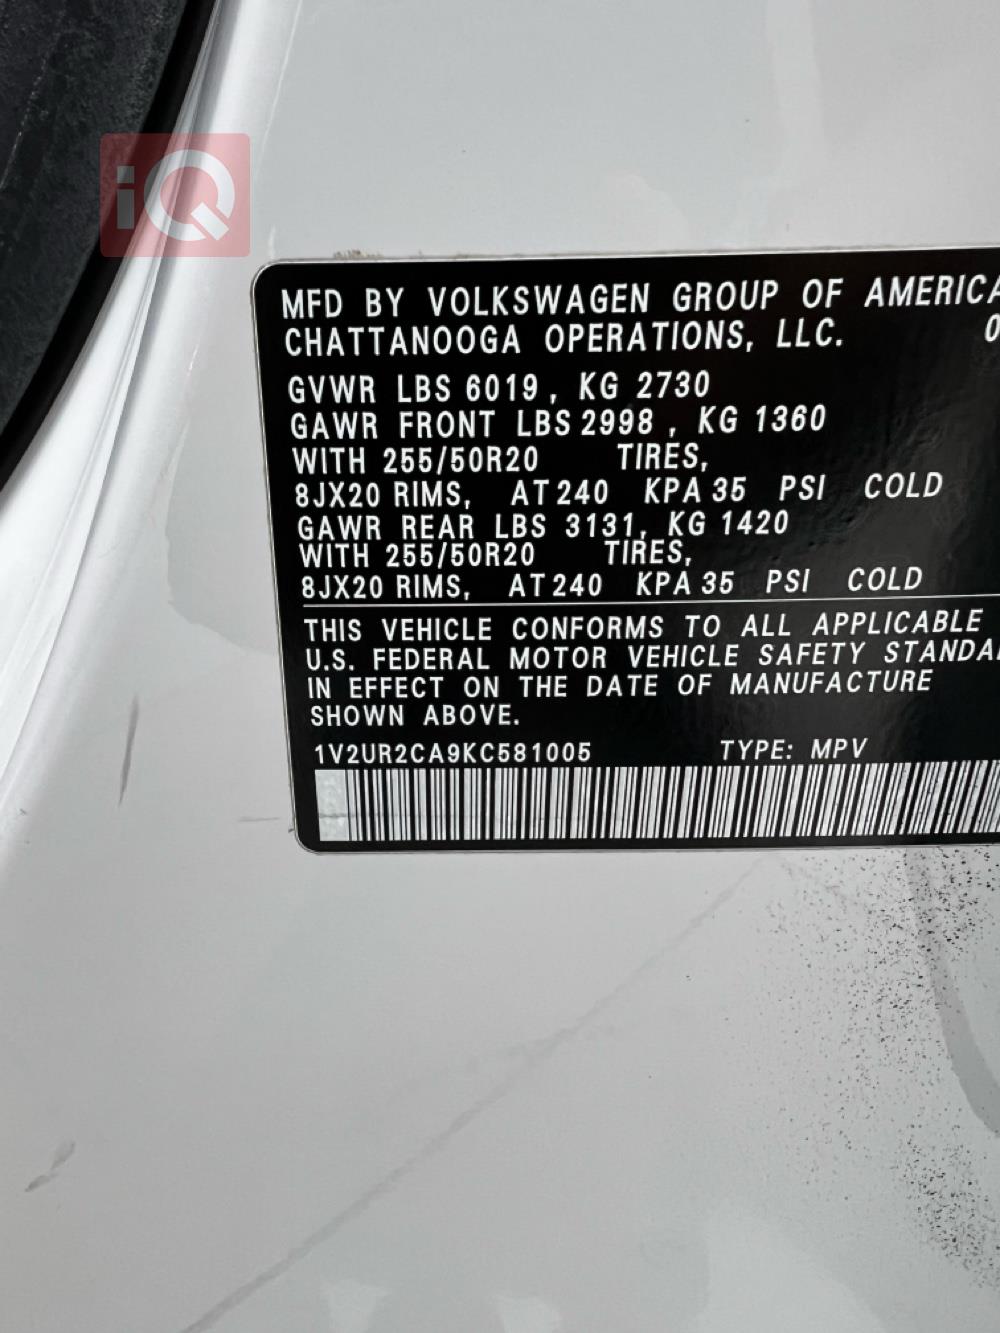 iQ
MFD BY VOLKSWAGEN GROUP OF AMERICA
CHATTANOOGA OPERATIONS, LLC. 0
GVWR LBS 6019, KG 2730
GAWR FRONT LBS 2998, KG 1360
WITH 255/50R20 TIRES,
8JX20 RIMS, AT 240 KPA 35 PSI COLD
GAWR REAR LBS 3131, KG 1420
WITH 255/50R20 TIRES,
8JX20 RIMS, AT 240 KPA 35 PSI COLD
THIS VEHICLE CONFORMS TO ALL APPLICABLE
U.S. FEDERAL MOTOR VEHICLE SAFETY STANDA
IN EFFECT ON THE DATE OF MANUFACTURE
SHOWN ABOVE.
1V2UR2CA9KC581005 TYPE: MPV